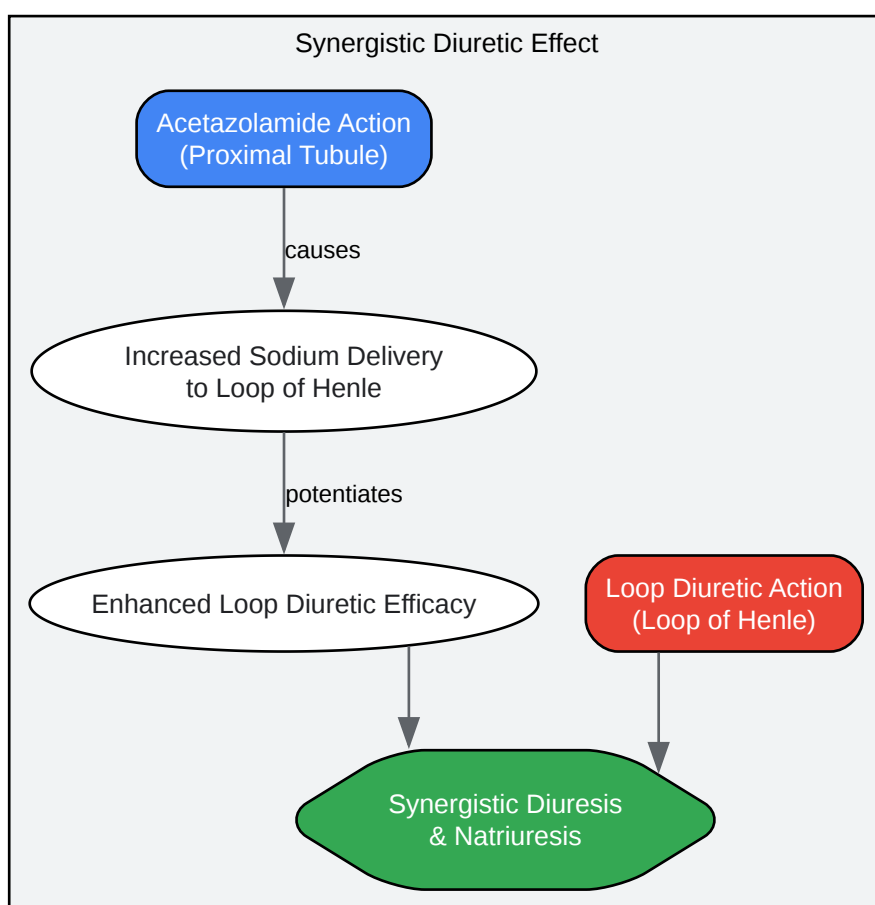 Synergistic Diuretic Effect
Acetazolamide Action
(Proximal Tubule)
causes
Increased Sodium Delivery
to Loop of Henle
potentiates
Enhanced Loop Diuretic Efficacy
Loop Diuretic Action
(Loop of Henle)
Synergistic Diuresis
& Natriuresis